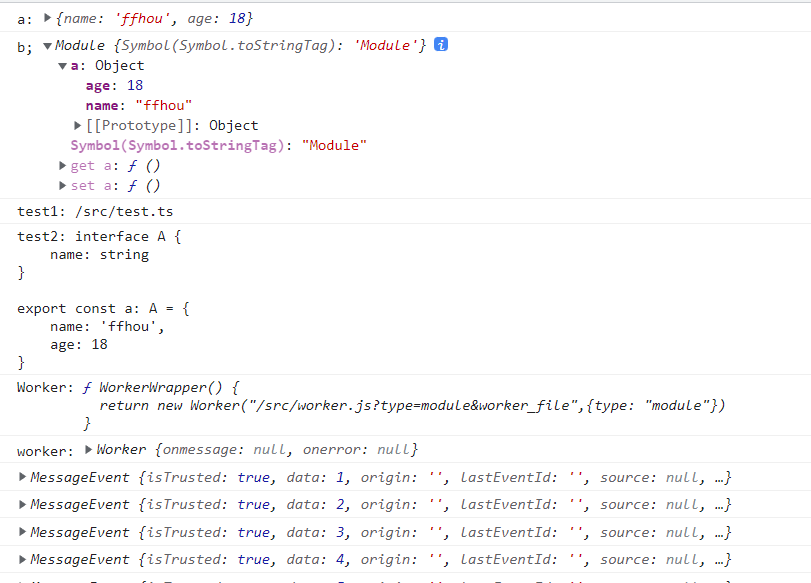 a: {name: 'ffhou', age: 18}
b; Module {Symbol(Symbol.toStringTag): 'Module'} i
a: Object
age: 18
name: "ffhou"
[[Prototype]]: Object
Symbol(Symbol.toStringTag): "Module"
get a: ƒ ()
set a: ƒ ()
test1: /src/test.ts
test2: interface A {
name: string
}
export const a: A = {
name: 'ffhou',
age: 18
}
Worker: ƒ WorkerWrapper() {
return new Worker("/src/worker.js?type=module&worker_file",{type: "module"})
}
worker: Worker {onmessage: null, onerror: null}
MessageEvent {isTrusted: true, data: 1, origin: '', lastEventId: '', source: null, …}
MessageEvent {isTrusted: true, data: 2, origin: '', lastEventId: '', source: null, …}
MessageEvent {isTrusted: true, data: 3, origin: '', lastEventId: '', source: null, …}
MessageEvent {isTrusted: true, data: 4, origin: '', lastEventId: '', source: null, …}